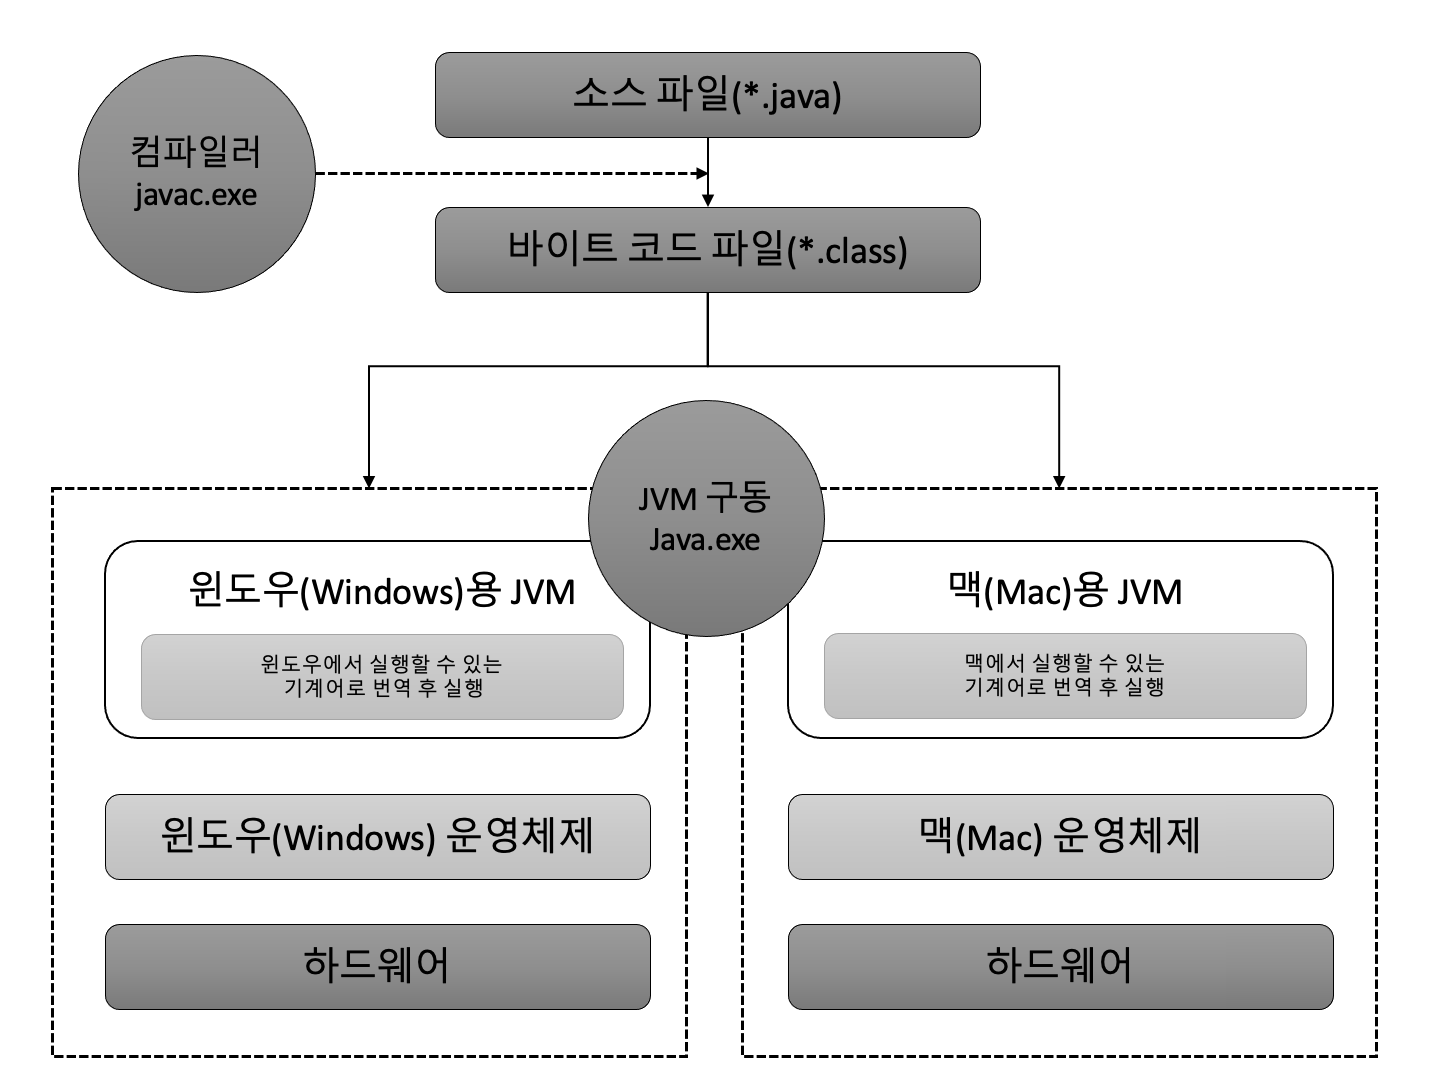 소스 파일(*.java)
컴파일러
javac.exe
바이트 코드 파일(*.class)
JVM 구동
Java.exe
윈도우(Windows)용 JVM
윈도우에서 실행할 수 있는
기계어로 번역 후 실행
맥(Mac)용 JVM
맥에서 실행할 수 있는
기계어로 번역 후 실행
윈도우(Windows) 운영체제
맥(Mac) 운영체제
하드웨어
하드웨어